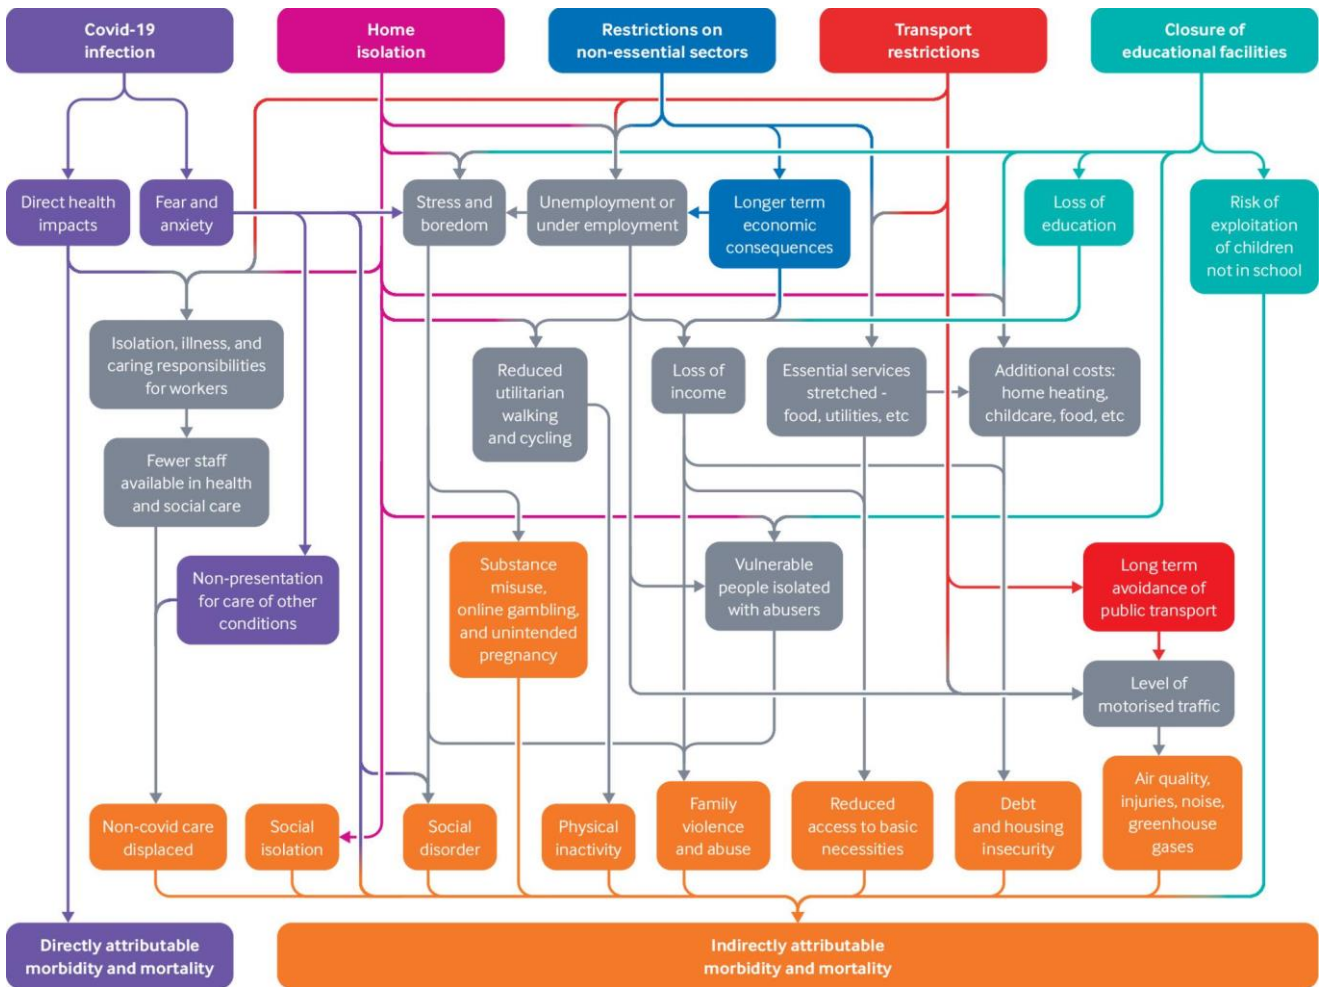 Covid-19
infection
Home
isolation
Restrictions on
non-essential sectors
Transport
restrictions
Closure of
educational facilities
Direct health
impacts
Fear and
anxiety
Stress and
boredom
Unemployment or
under employment
Longer term
economic
consequences
Loss of
education
Risk of
exploitation
of children
not in school
Isolation, illness, and
caring responsibilities
for workers
Reduced
utilitarian
walking
and cycling
Loss of
income
Essential services
stretched -
food, utilities, etc
Additional costs:
home heating,
childcare, food, etc
Fewer staff
available in health
and social care
Non-presentation
for care of other
conditions
Substance
misuse,
online gambling,
and unintended
pregnancy
Vulnerable
people isolated
with abusers
Long term
avoidance of
public transport
Level of
motorised traffic
Non-covid care
displaced
Social
isolation
Social
disorder
Physical
inactivity
Family
violence
and abuse
Reduced
access to basic
necessities
Debt
and housing
insecurity
Air quality,
injuries, noise,
greenhouse
gases
Directly attributable
morbidity and mortality
Indirectly attributable
morbidity and mortality